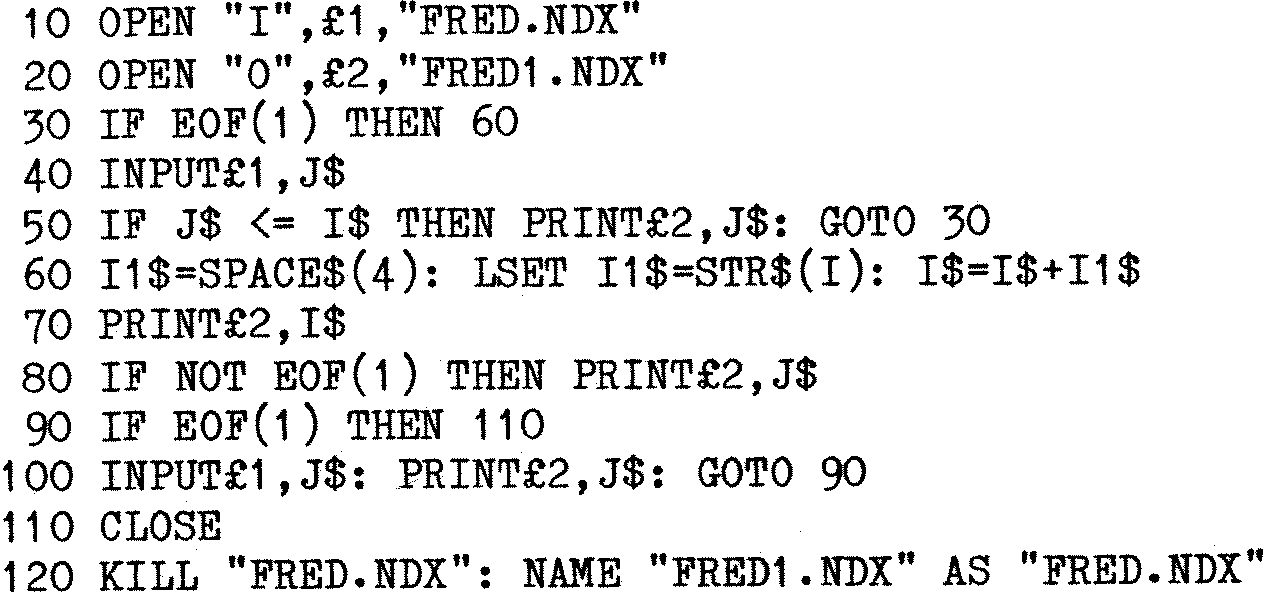 10 OPEN "I",£1,"FRED.NDX"
20 OPEN "O",£2,"FRED1.NDX"
30 IF EOF(1) THEN 60
40 INPUT£1,J$
50 IF J$ <= I$ THEN PRINT£2,J$: GOTO 30
60 I1$=SPACE$(4): LSET I1$=STR$(I): I$=I$+I1$
70 PRINT£2,I$
80 IF NOT EOF(1) THEN PRINT£2,J$
90 IF EOF(1) THEN 110
100 INPUT£1,J$: PRINT£2,J$: GOTO 90
110 CLOSE
120 KILL "FRED.NDX": NAME "FRED1.NDX" AS "FRED.NDX"